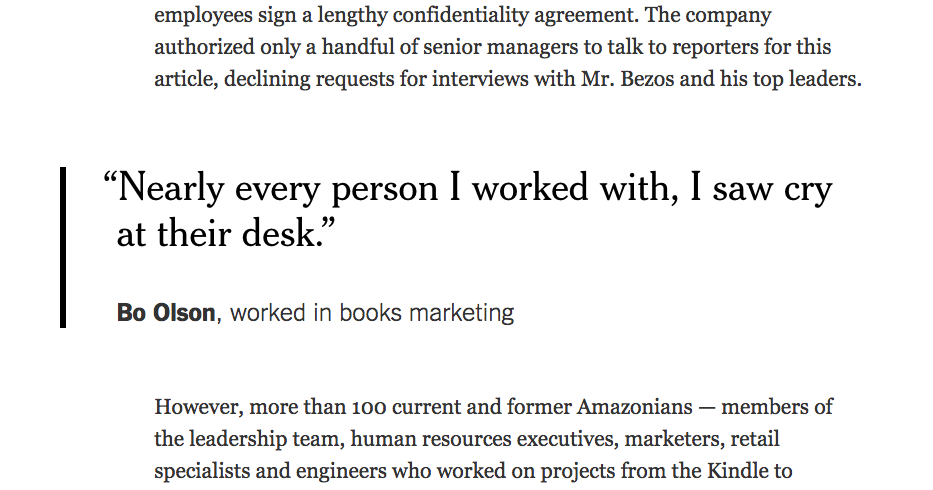 employees sign a lengthy confidentiality agreement. The company
authorized only a handful of senior managers to talk to reporters for this
article, declining requests for interviews with Mr. Bezos and his top leaders.
“Nearly every person I worked with, I saw cry
at their desk.”
Bo Olson, worked in books marketing
However, more than 100 current and former Amazonians — members of
the leadership team, human resources executives, marketers, retail
specialists and engineers who worked on projects from the Kindle to